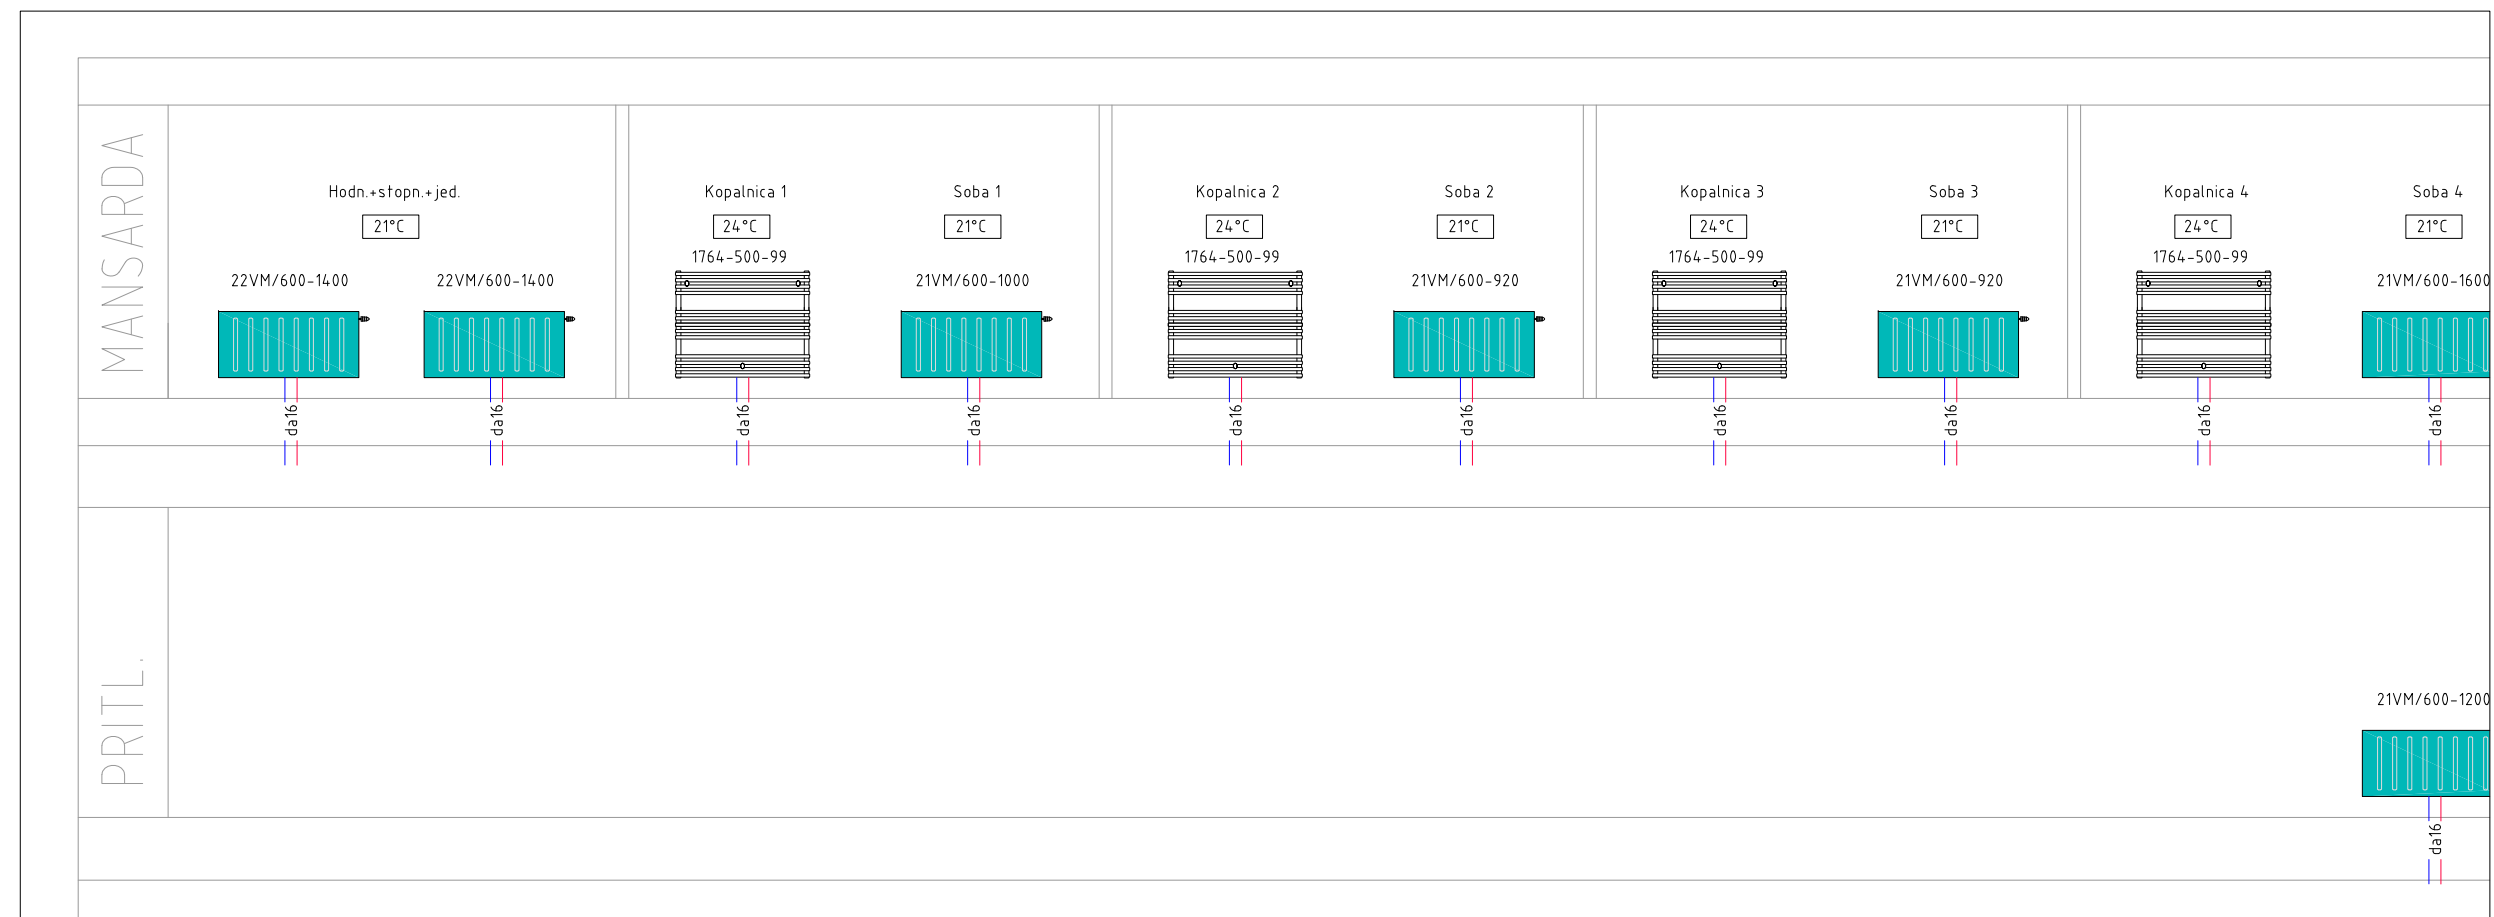 MANSARDA
Hodn.+stopn.+jed.
21°C
22VM/600-1400
22VM/600-1400
da16
da16
Kopalnica 1
24°C
1764-500-99
da16
Soba 1
21°C
21VM/600-1000
da16
Kopalnica 2
24°C
1764-500-99
da16
Soba 2
21°C
21VM/600-920
da16
Kopalnica 3
24°C
1764-500-99
da16
Soba 3
21°C
21VM/600-920
da16
Kopalnica 4
24°C
1764-500-99
da16
Soba 4
21°C
21VM/600-1600
da16
PRITL.
21VM/600-1200
da16